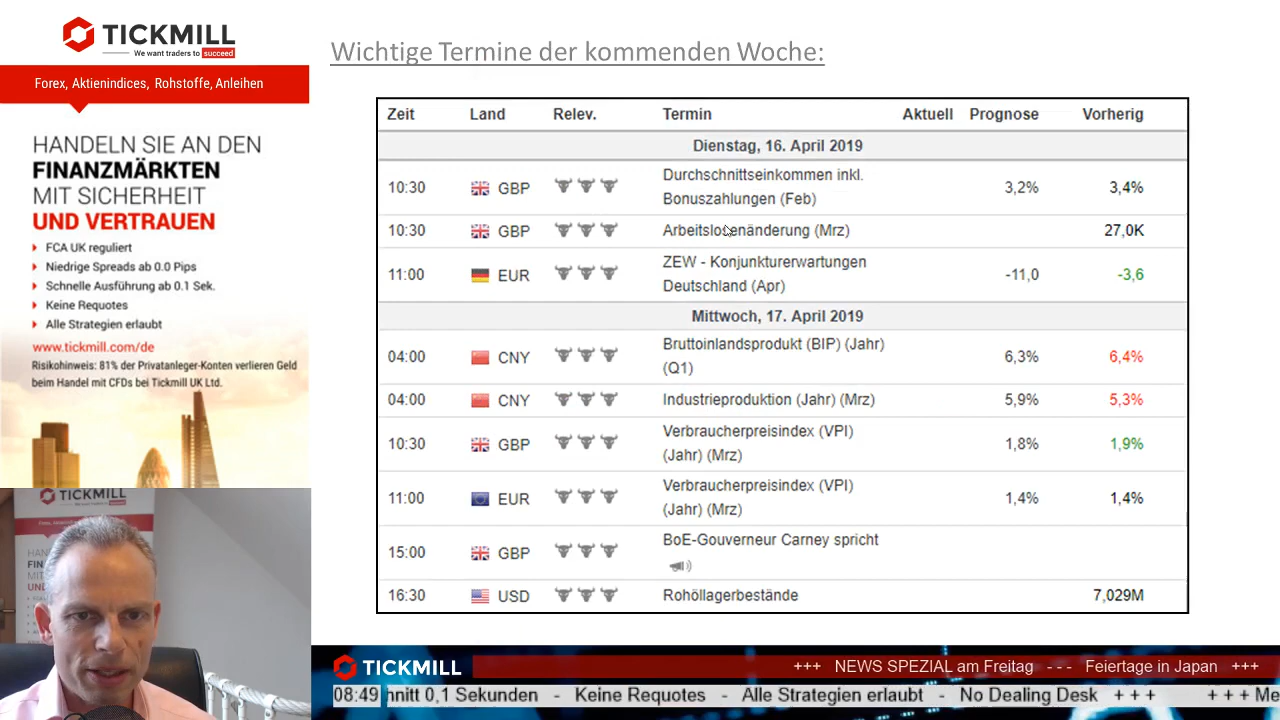 TICKMILL
We want traders to succeed
Forex, Aktienindices, Rohstoffe, Anleihen
HANDELN SIE AN DEN
FINANZMÄRKTEN
MIT SICHERHEIT
UND VERTRAUEN
FCA UK reguliert
Niedrige Spreads ab 0.0 Pips
Schnelle Ausführung ab 0.1 Sek.
Keine Requotes
Alle Strategien erlaubt
www.tickmill.com/de
Risikohinweis: 81% der Privatanleger-Konten verlieren Geld
beim Handel mit CFDs bei Tickmill UK Ltd.
TICKMILL
Wichtige Termine der kommenden Woche:
Zeit Land Relev. Termin Aktuell Prognose Vorherig
Dienstag, 16. April 2019
10:30 GBP Durchschnittseinkommen inkl. 3,2% 3,4%
Bonuszahlungen (Feb)
10:30 GBP Arbeitslosenänderung (Mrz) 27,0K
11:00 EUR ZEW - Konjunkturerwartungen -11,0 -3,6
Deutschland (Apr)
Mittwoch, 17. April 2019
04:00 CNY Bruttoinlandsprodukt (BIP) (Jahr) 6,3% 6,4%
(Q1)
04:00 CNY Industrieproduktion (Jahr) (Mrz) 5,9% 5,3%
10:30 GBP Verbraucherpreisindex (VPI) 1,8% 1,9%
(Jahr) (Mrz)
11:00 EUR Verbraucherpreisindex (VPI) 1,4% 1,4%
(Jahr) (Mrz)
15:00 GBP BoE-Gouverneur Carney spricht
16:30 USD Rohöllagerbestände 7,029M
TICKMILL +++ NEWS SPEZIAL am Freitag - - - Feiertage in Japan +++
08:49 hnitt 0,1 Sekunden - Keine Requotes - Alle Strategien erlaubt - No Dealing Desk + + + + + + Me